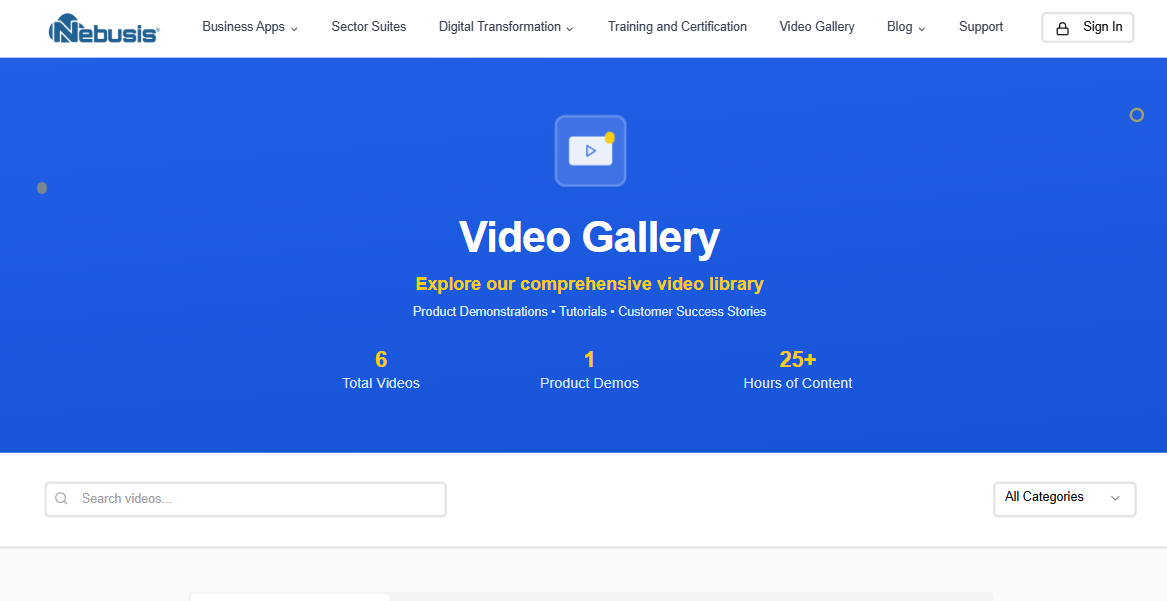 Nebusis
Business Apps
Sector Suites
Digital Transformation
Training and Certification
Video Gallery
Blog
Support
Sign In
Video Gallery
Explore our comprehensive video library
Product Demonstrations • Tutorials • Customer Success Stories
6
Total Videos
1
Product Demos
25+
Hours of Content
Search videos...
All Categories